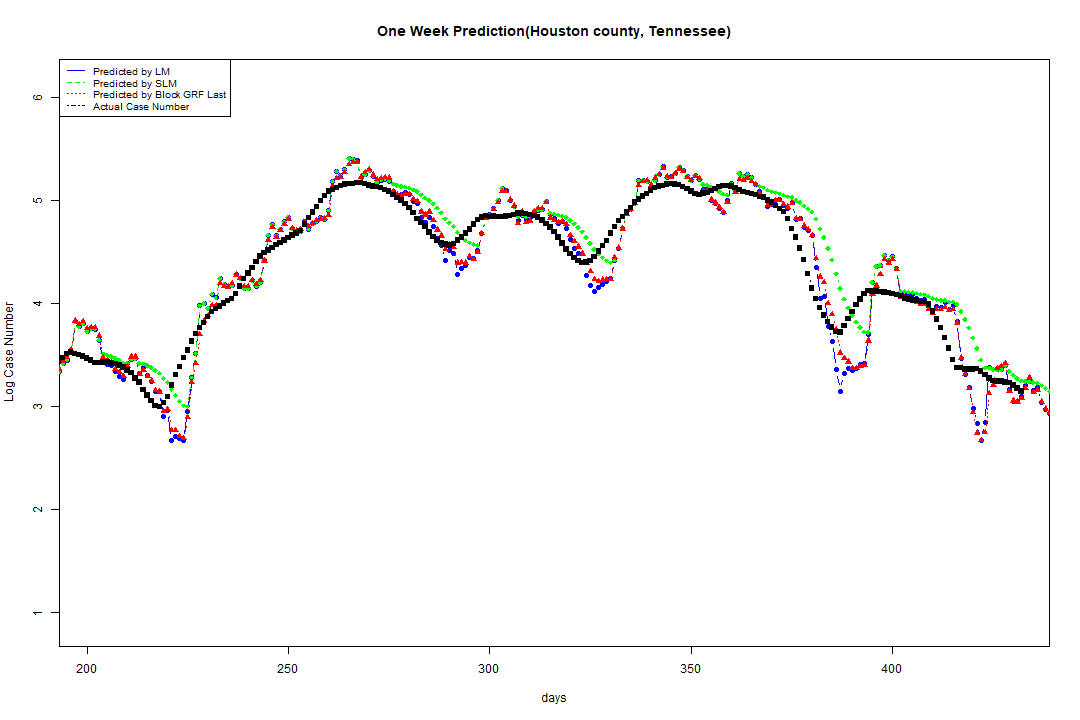 One Week Prediction(Houston county, Tennessee)
Predicted by LM
Predicted by SLM
Predicted by Block GRF Last
Actual Case Number
6
5
4
3
2
1
Log Case Number
200 250 300 350 400
days